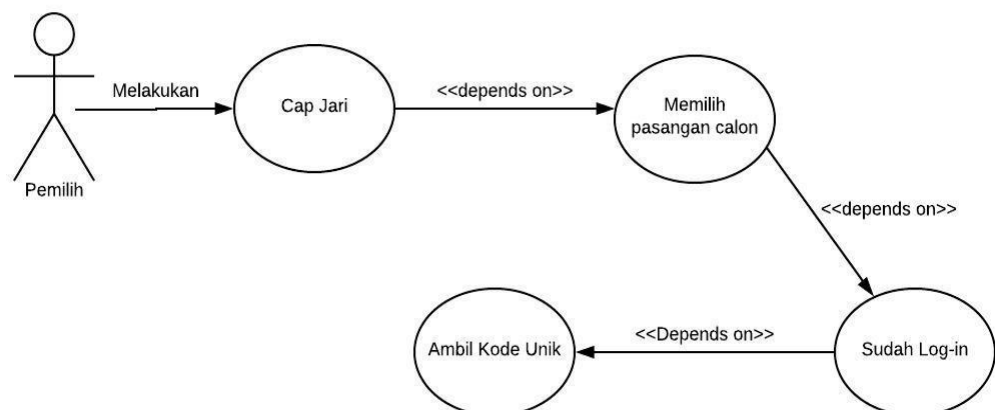 Melakukan
<<depends on>>
Cap Jari
Memilih
pasangan calon
Pemilih
<<depends on>>
<<Depends on>>
Ambil Kode Unik
Sudah Log-in